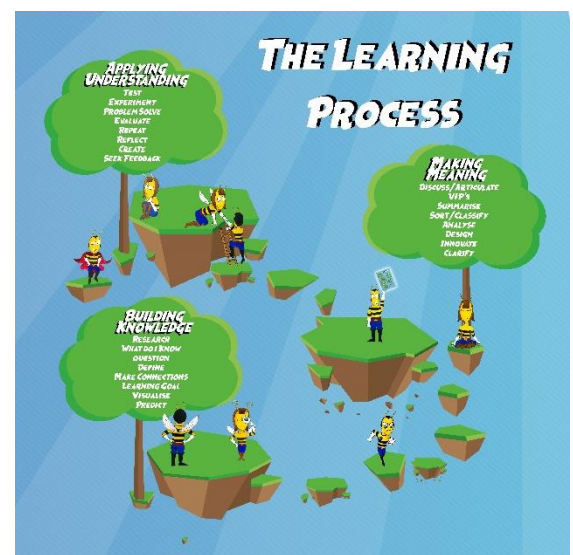 THE LEARNING
PROCESS
APPLYING
UNDERSTANDING
TEST
EXPERIMENT
PROBLEM SOLVE
EVALUATE
REPEAT
REFLECT
CREATE
SEEK FEEDBACK
MAKING
MEANING
DISCUSS/ARTICULATE
VIP'S
SUMMARISE
SORT/CLASSIFY
ANALYSE
DESIGN
INNOVATE
CLARIFY
BUILDING
KNOWLEDGE
RESEARCH
WHAT DO I KNOW
QUESTION
DEFINE
MAKE CONNECTIONS
LEARNING GOAL
VISUALISE
PREDICT